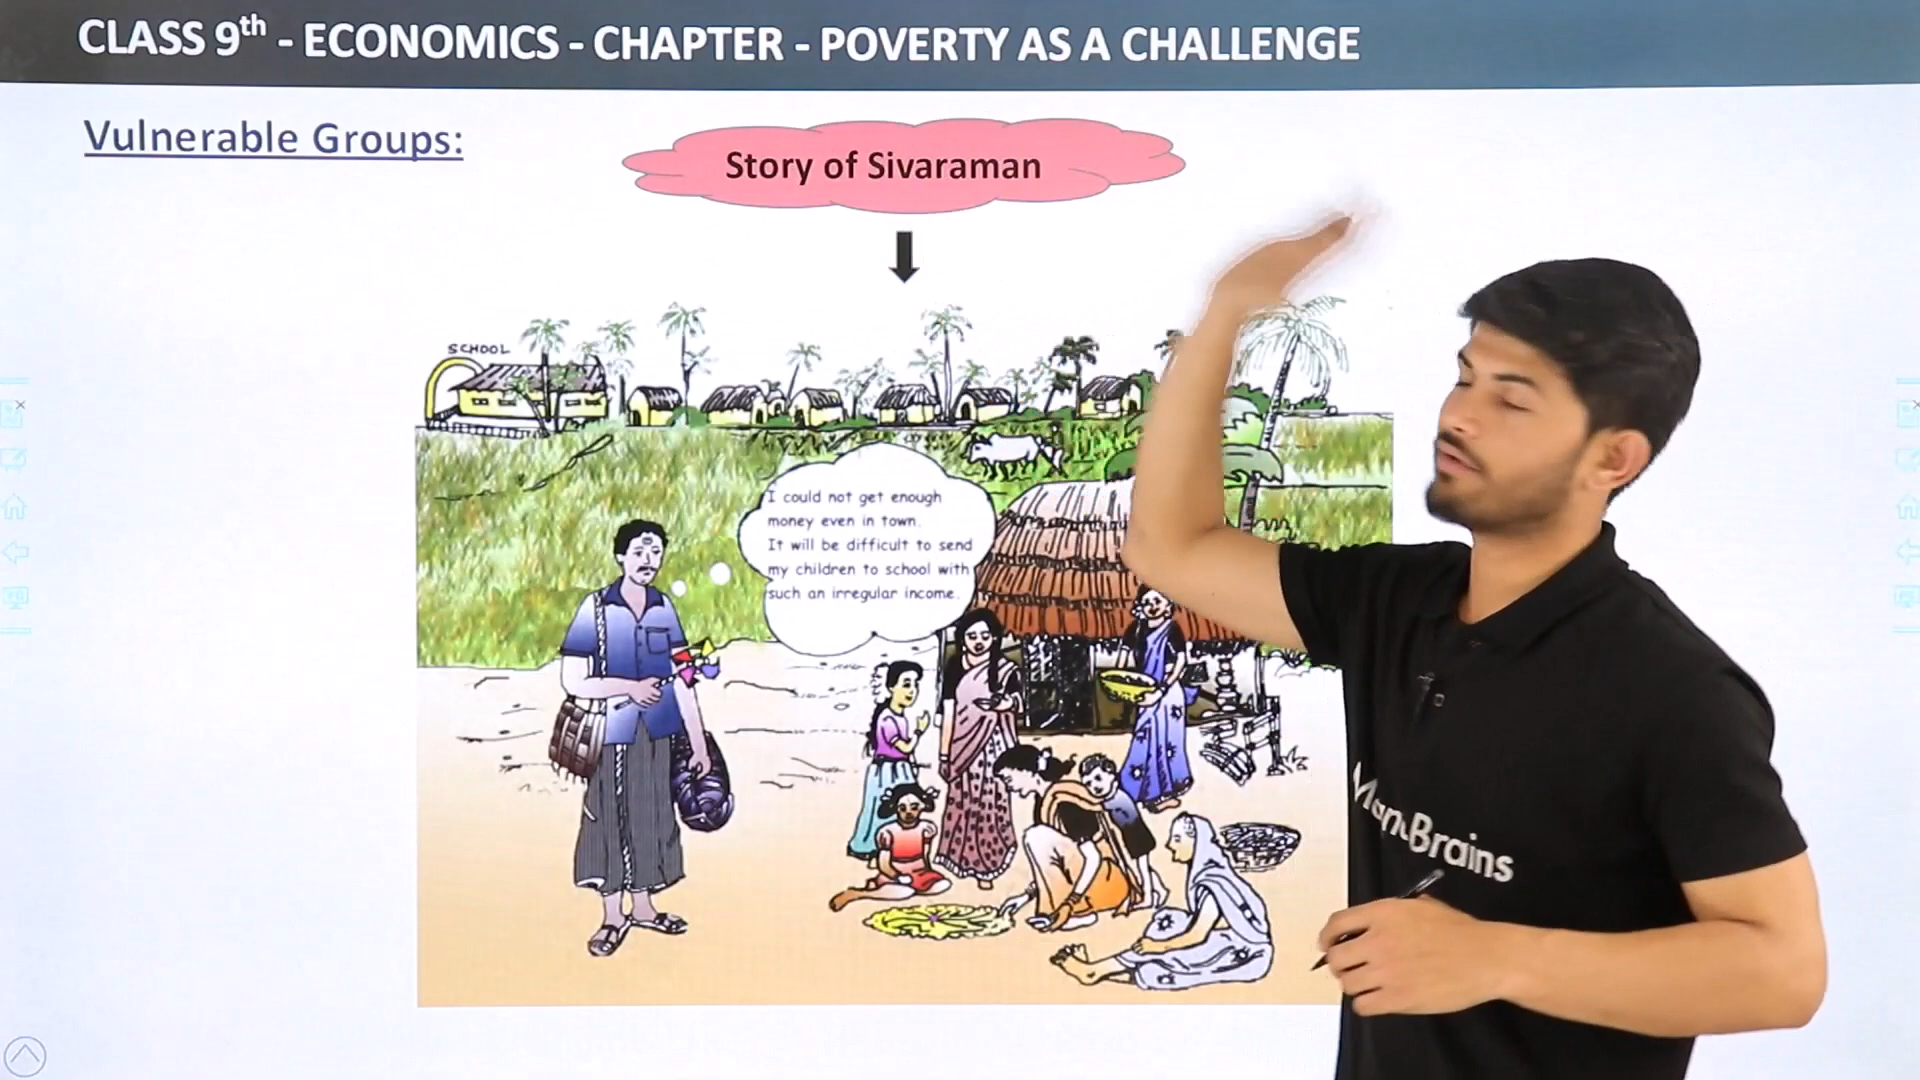 CLASS 9th - ECONOMICS - CHAPTER - POVERTY AS A CHALLENGE
Vulnerable Groups:
Story of Sivaraman
SCHOOL
I could not get enough
money even in town.
It will be difficult to send
my children to school with
such an irregular income.
Brains